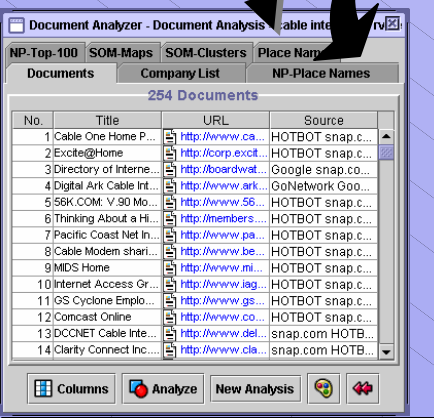 Document Analyzer - Document Analysis cable inte
NP-Top-100 SOM-Maps SOM-Clusters Place Nam
Documents Company List NP-Place Names
254 Documents
No. Title URL Source
1 Cable One Home P... http://www.ca... HOTBOT snap.c...
2 Excite@Home http://corp.excit... HOTBOT snap.c...
3 Directory of Interne... http://boardwat... Google snap.co...
4 Digital Ark Cable Int... http://www.ark... GoNetwork Goo...
5 56K.COM: V.90 Mo... http://www.56... HOTBOT snap.c...
6 Thinking About a Hi... http://members.... HOTBOT snap.c...
7 Pacific Coast Net In... http://www.pa... HOTBOT snap.c...
8 Cable Modem shari... http://www.be... HOTBOT snap.c...
9 MIDS Home http://www.mi... HOTBOT snap.c...
10 Internet Access Gr... http://www.iag... HOTBOT snap.c...
11 GS Cyclone Emplo... http://www.gs... HOTBOT snap.c...
12 Comcast Online http://www.co... HOTBOT snap.c...
13 DCCNET Cable Inte... http://www.del... snap.com HOTB...
14 Clarity Connect Inc.... http://www.cla... snap.com HOTB...
Columns Analyze New Analysis